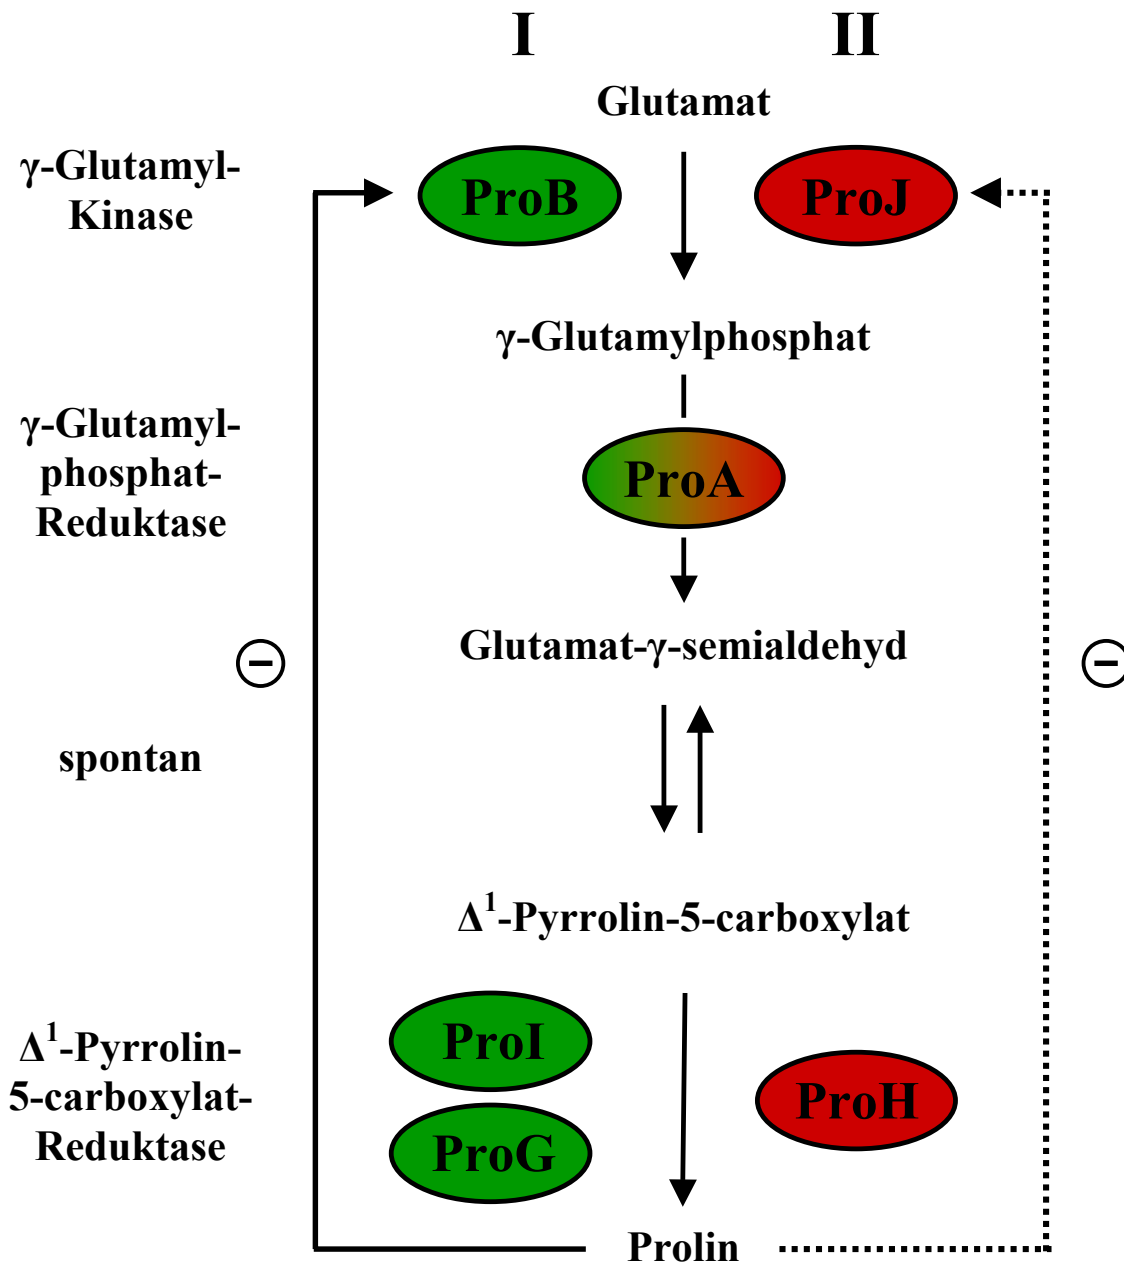 I II
Glutamat
γ-Glutamyl-
Kinase
ProB
ProJ
γ-Glutamylphosphat
γ-Glutamyl-
phosphat-
Reduktase
ProA
Glutamat-γ-semialdehyd
−
−
spontan
Δ¹-Pyrrolin-5-carboxylat
Δ¹-Pyrrolin-
5-carboxylat-
Reduktase
ProI
ProG
ProH
Prolin